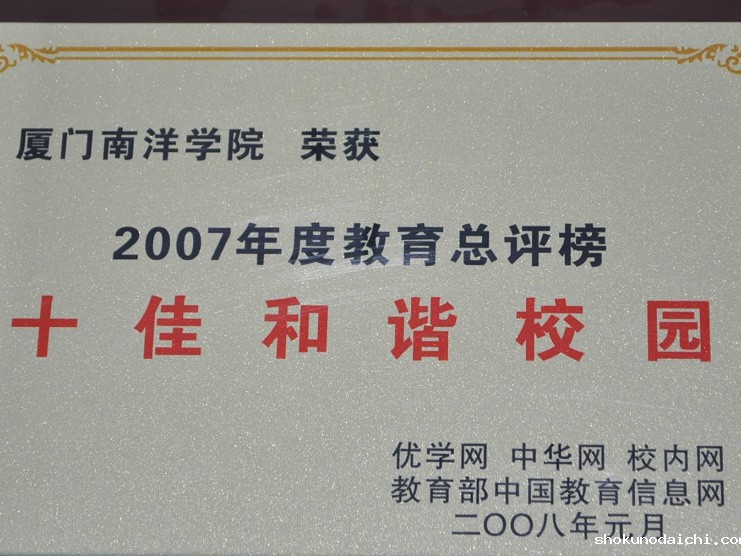 厦门南洋学院 荣获
2007年度教育总评榜
十佳和谐校园
优学网 中华网 校内网
教育部中国教育信息网
二〇〇八年元月
shokunodaichi.com